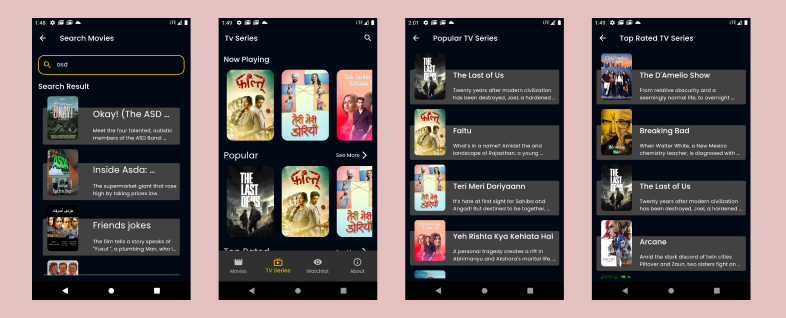 1:48
LTE
Search Movies
asd
Search Result
Okay! (The ASD ...
Meet the four talented, autistic
members of the ASD Band: ...
Inside Asda: ...
The supermarket giant that rose
high by taking prices low.
Friends jokes
The film tells a story speaks of
"Yusuf ", a plumbing Man, who i...
1:49
LTE
Tv Series
Now Playing
फ़ालतू
तेरी मेरी
डोरियाँ
Popular
See More
THE
LAST
OF US
फ़ालतू
तेरी मेरी
Top Rated
See More
Movies
TV Series
Watchlist
About
2:01
LTE
Popular TV Series
The Last of Us
Twenty years after modern civilization
has been destroyed, Joel, a hardened ...
Faltu
What's in a name? Amidst the arid
landscape of Rajasthan, a young ...
Teri Meri Doriyaann
It's hate at first sight for Sahiba and
Angad! But destined to be together, ...
Yeh Rishta Kya Kehlata Hai
A personal tragedy creates a rift in
Abhimanyu and Akshara's marital life. ...
1:49
LTE
Top Rated TV Series
The D'Amelio Show
From relative obscurity and a
seemingly normal life, to overnight ...
Breaking Bad
When Walter White, a New Mexico
chemistry teacher, is diagnosed with ...
The Last of Us
Twenty years after modern civilization
has been destroyed, Joel, a hardened ...
Arcane
Amid the stark discord of twin cities
Piltover and Zaun, two sisters fight on ...